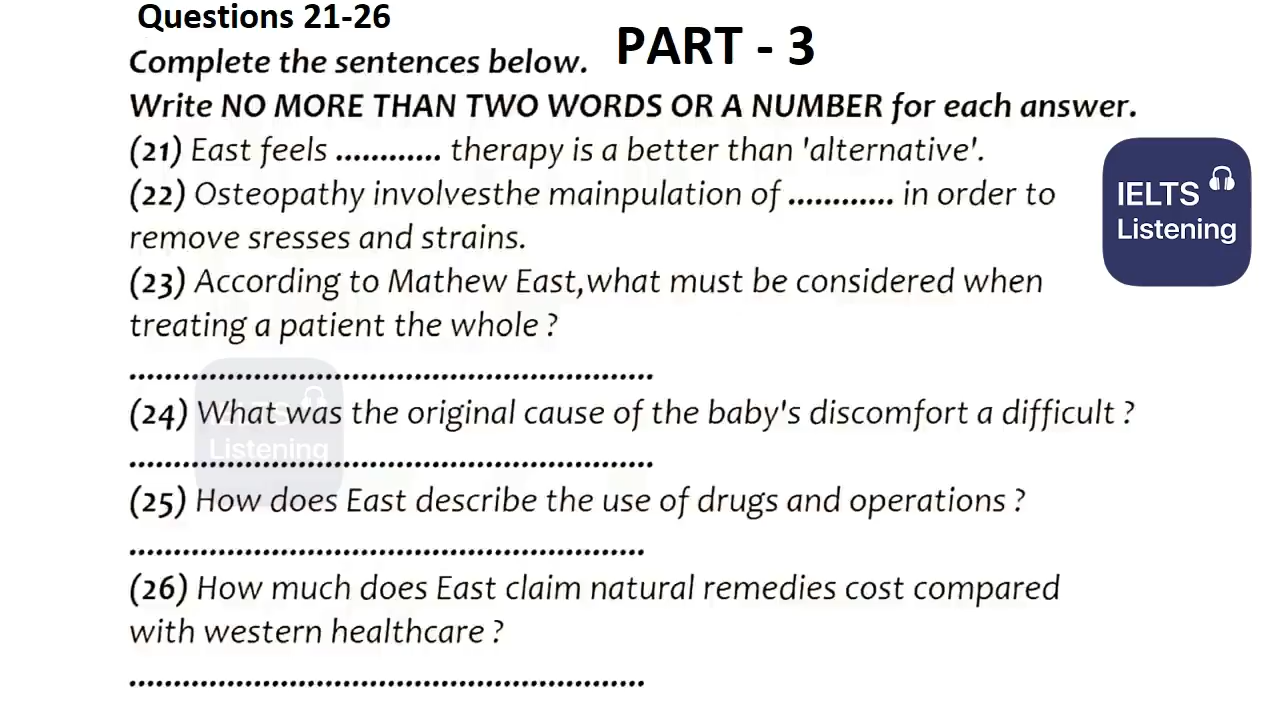 Questions 21-26
PART - 3
Complete the sentences below.
Write NO MORE THAN TWO WORDS OR A NUMBER for each answer.
(21) East feels ............ therapy is a better than 'alternative'.
(22) Osteopathy involvesthe mainpulation of ............ in order to
remove sresses and strains.
(23) According to Mathew East,what must be considered when
treating a patient the whole ?
...........................................................
(24) What was the original cause of the baby's discomfort a difficult ?
...........................................................
(25) How does East describe the use of drugs and operations ?
..........................................................
(26) How much does East claim natural remedies cost compared
with western healthcare ?
..........................................................
IELTS
Listening
IELTS
Listening